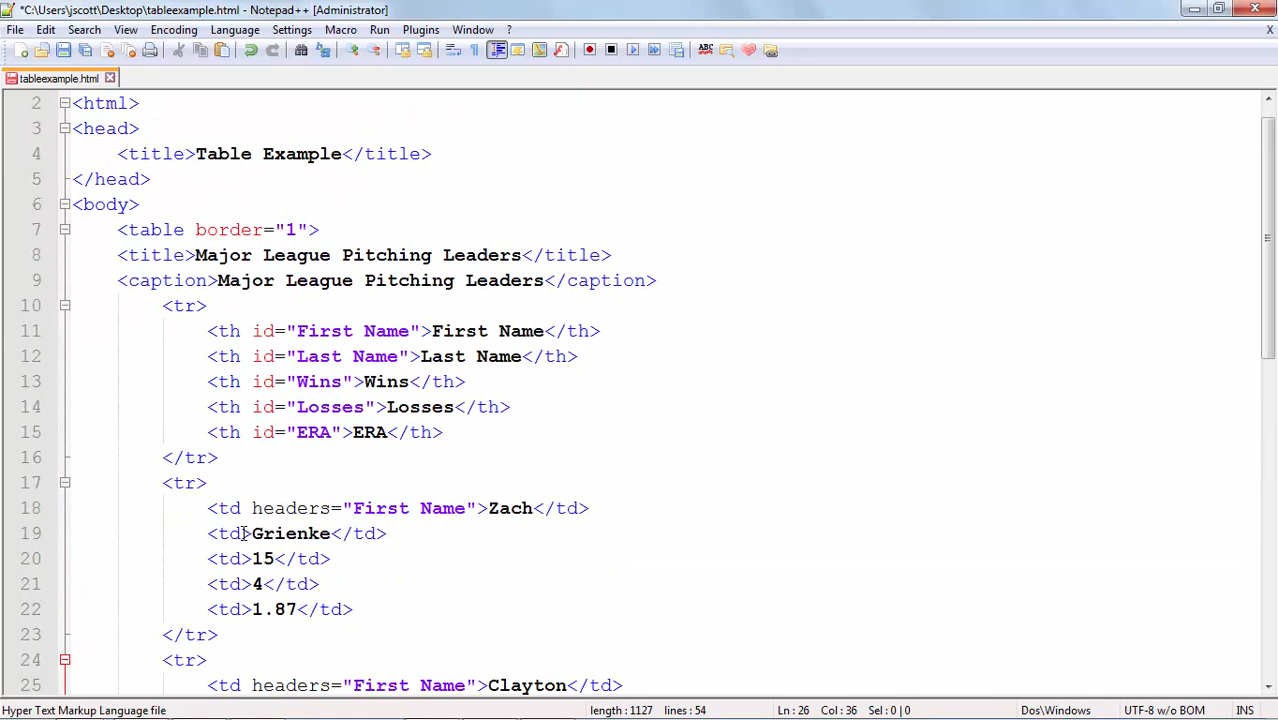 *C:\Users\jscott\Desktop\tableexample.html - Notepad++ [Administrator]
File Edit Search View Encoding Language Settings Macro Run Plugins Window ? X
tableexample.html
2 <html>
3 <head>
4 <title>Table Example</title>
5 </head>
6 <body>
7 <table border="1">
8 <title>Major League Pitching Leaders</title>
9 <caption>Major League Pitching Leaders</caption>
10 <tr>
11 <th id="First Name">First Name</th>
12 <th id="Last Name">Last Name</th>
13 <th id="Wins">Wins</th>
14 <th id="Losses">Losses</th>
15 <th id="ERA">ERA</th>
16 </tr>
17 <tr>
18 <td headers="First Name">Zach</td>
19 <td>Grienke</td>
20 <td>15</td>
21 <td>4</td>
22 <td>1.87</td>
23 </tr>
24 <tr>
25 <td headers="First Name">Clayton</td>
Hyper Text Markup Language file length : 1127 lines : 54 Ln : 26 Col : 36 Sel : 0 | 0 Dos\Windows UTF-8 w/o BOM INS